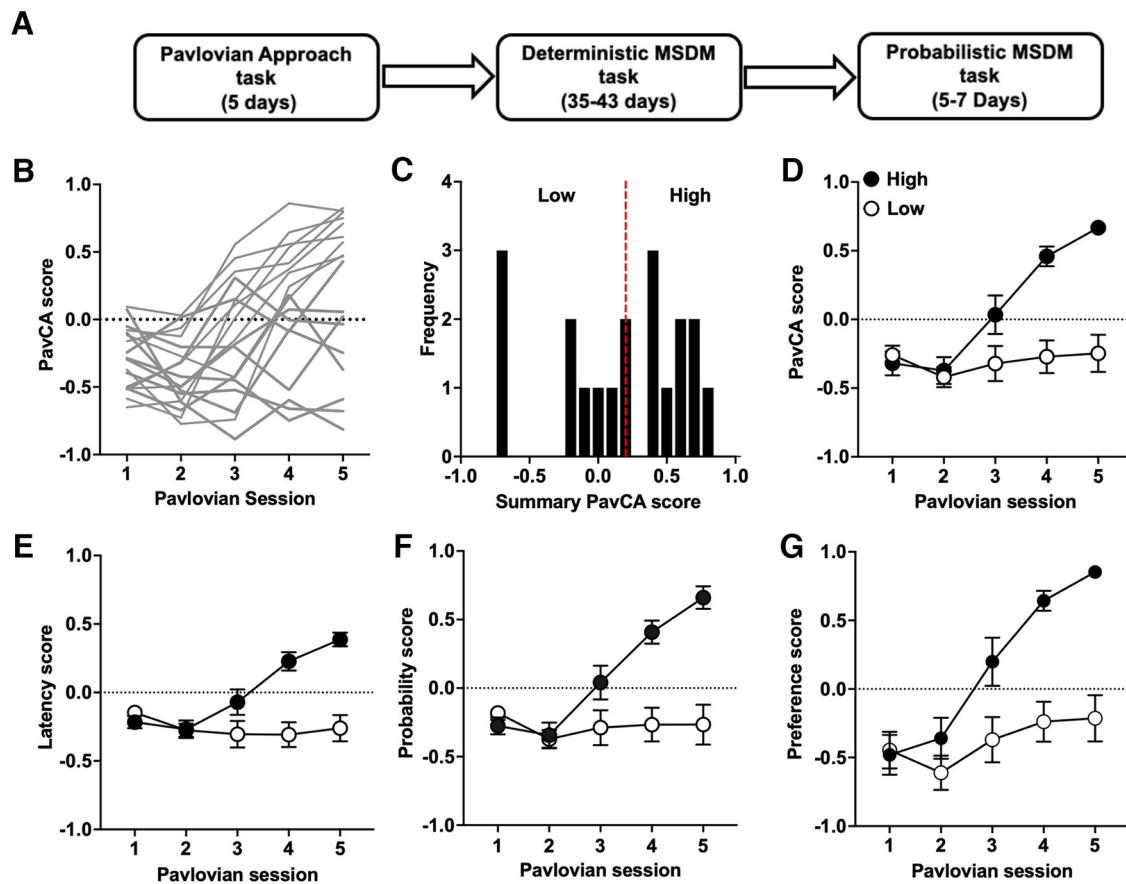 A
Pavlovian Approach
task
(5 days)
Deterministic MSDM
task
(35-43 days)
Probabilistic MSDM
task
(5-7 Days)
B
PavCA score
1.0
0.5
0.0
-0.5
-1.0
1 2 3 4 5
Pavlovian Session
C
Frequency
4
3
2
1
0
Low
High
-1.0 -0.5 0.0 0.5 1.0
Summary PavCA score
D
High
Low
PavCA score
1.0
0.5
0.0
-0.5
-1.0
1 2 3 4 5
Pavlovian session
E
Latency score
1.0
0.5
0.0
-0.5
-1.0
1 2 3 4 5
Pavlovian session
F
Probability score
1.0
0.5
0.0
-0.5
-1.0
1 2 3 4 5
Pavlovian session
G
Preference score
1.0
0.5
0.0
-0.5
-1.0
1 2 3 4 5
Pavlovian session